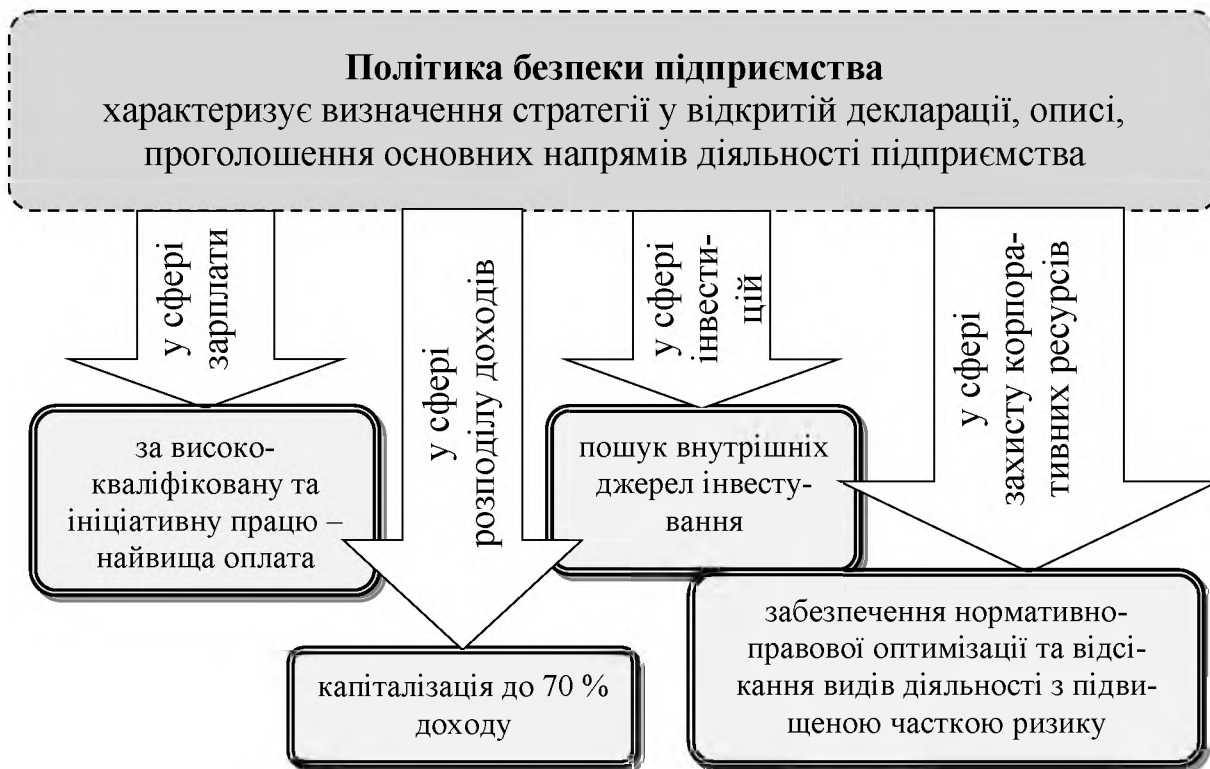 Політика безпеки підприємства
характеризує визначення стратегії у відкритій декларації, описі,
проголошення основних напрямів діяльності підприємства
у сфері
зарплати
за високо-
кваліфіковану та
ініціативну працю –
найвища оплата
у сфері
розподілу доходів
капіталізація до 70 %
доходу
у сфері
інвести-
цій
пошук внутрішніх
джерел інвесту-
вання
у сфері
захисту корпора-
тивних ресурсів
забезпечення нормативно-
правової оптимізації та відсі-
кання видів діяльності з підви-
щеною часткою ризику